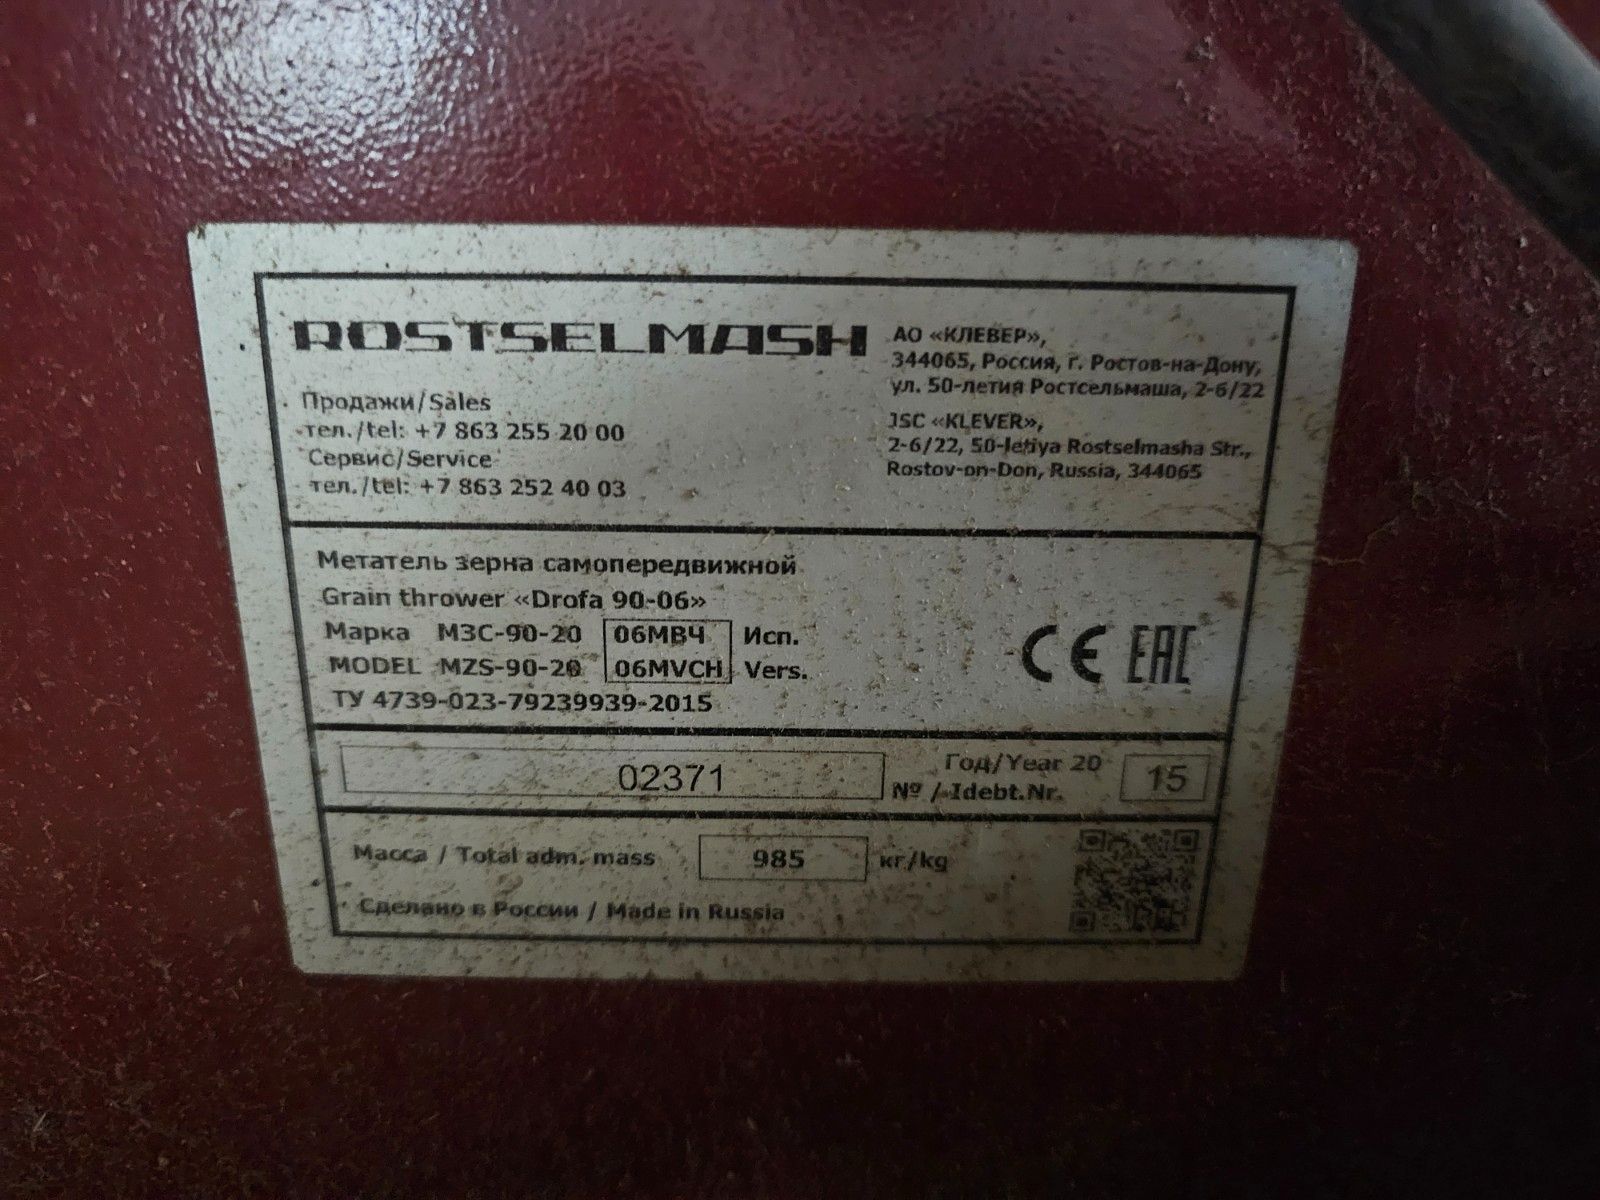 ROSTSELMASH
Продажи/Sales
тел./tel: +7 863 255 20 00
Сервис/Service
тел./tel: +7 863 252 40 03
АО «КЛЕВЕР»,
344065, Россия, г. Ростов-на-Дону,
ул. 50-летия Ростсельмаша, 2-6/22
JSC «KLEVER»,
2-6/22, 50-letiya Rostselmasha Str.,
Rostov-on-Don, Russia, 344065
Метатель зерна самопередвижной
Grain thrower «Drofa 90-06»
Марка МЗС-90-20 06МВЧ Исп.
MODEL MZS-90-20 06MVCH Vers.
ТУ 4739-023-79239939-2015
CE EAC
02371
Год/Year 20 15
№ / Idebt.Nr.
Масса / Total adm. mass 985 кг/kg
Сделано в России / Made in Russia